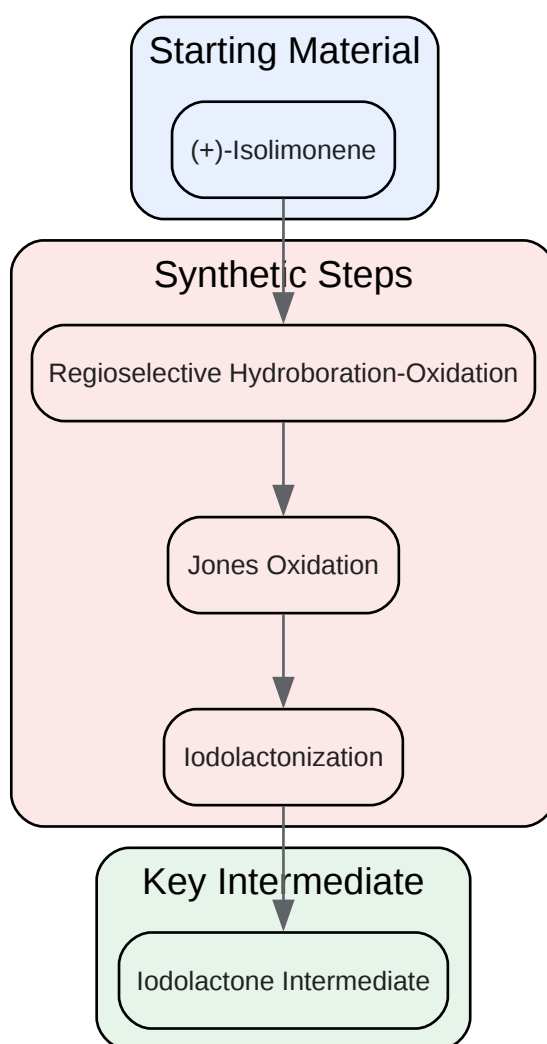 Starting Material
(+)-Isolimonene
Synthetic Steps
Regioselective Hydroboration-Oxidation
Jones Oxidation
Iodolactonization
Key Intermediate
Iodolactone Intermediate